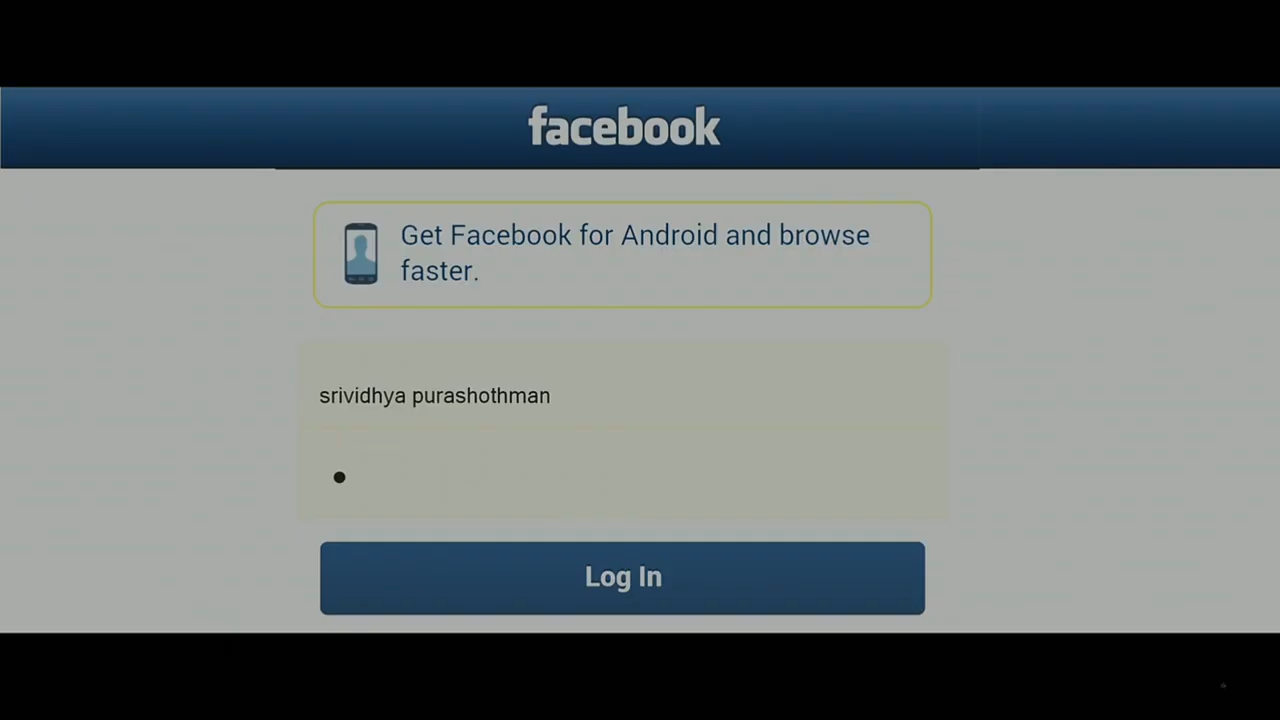 facebook
Get Facebook for Android and browse
faster.
srividhya purashothman
Log In